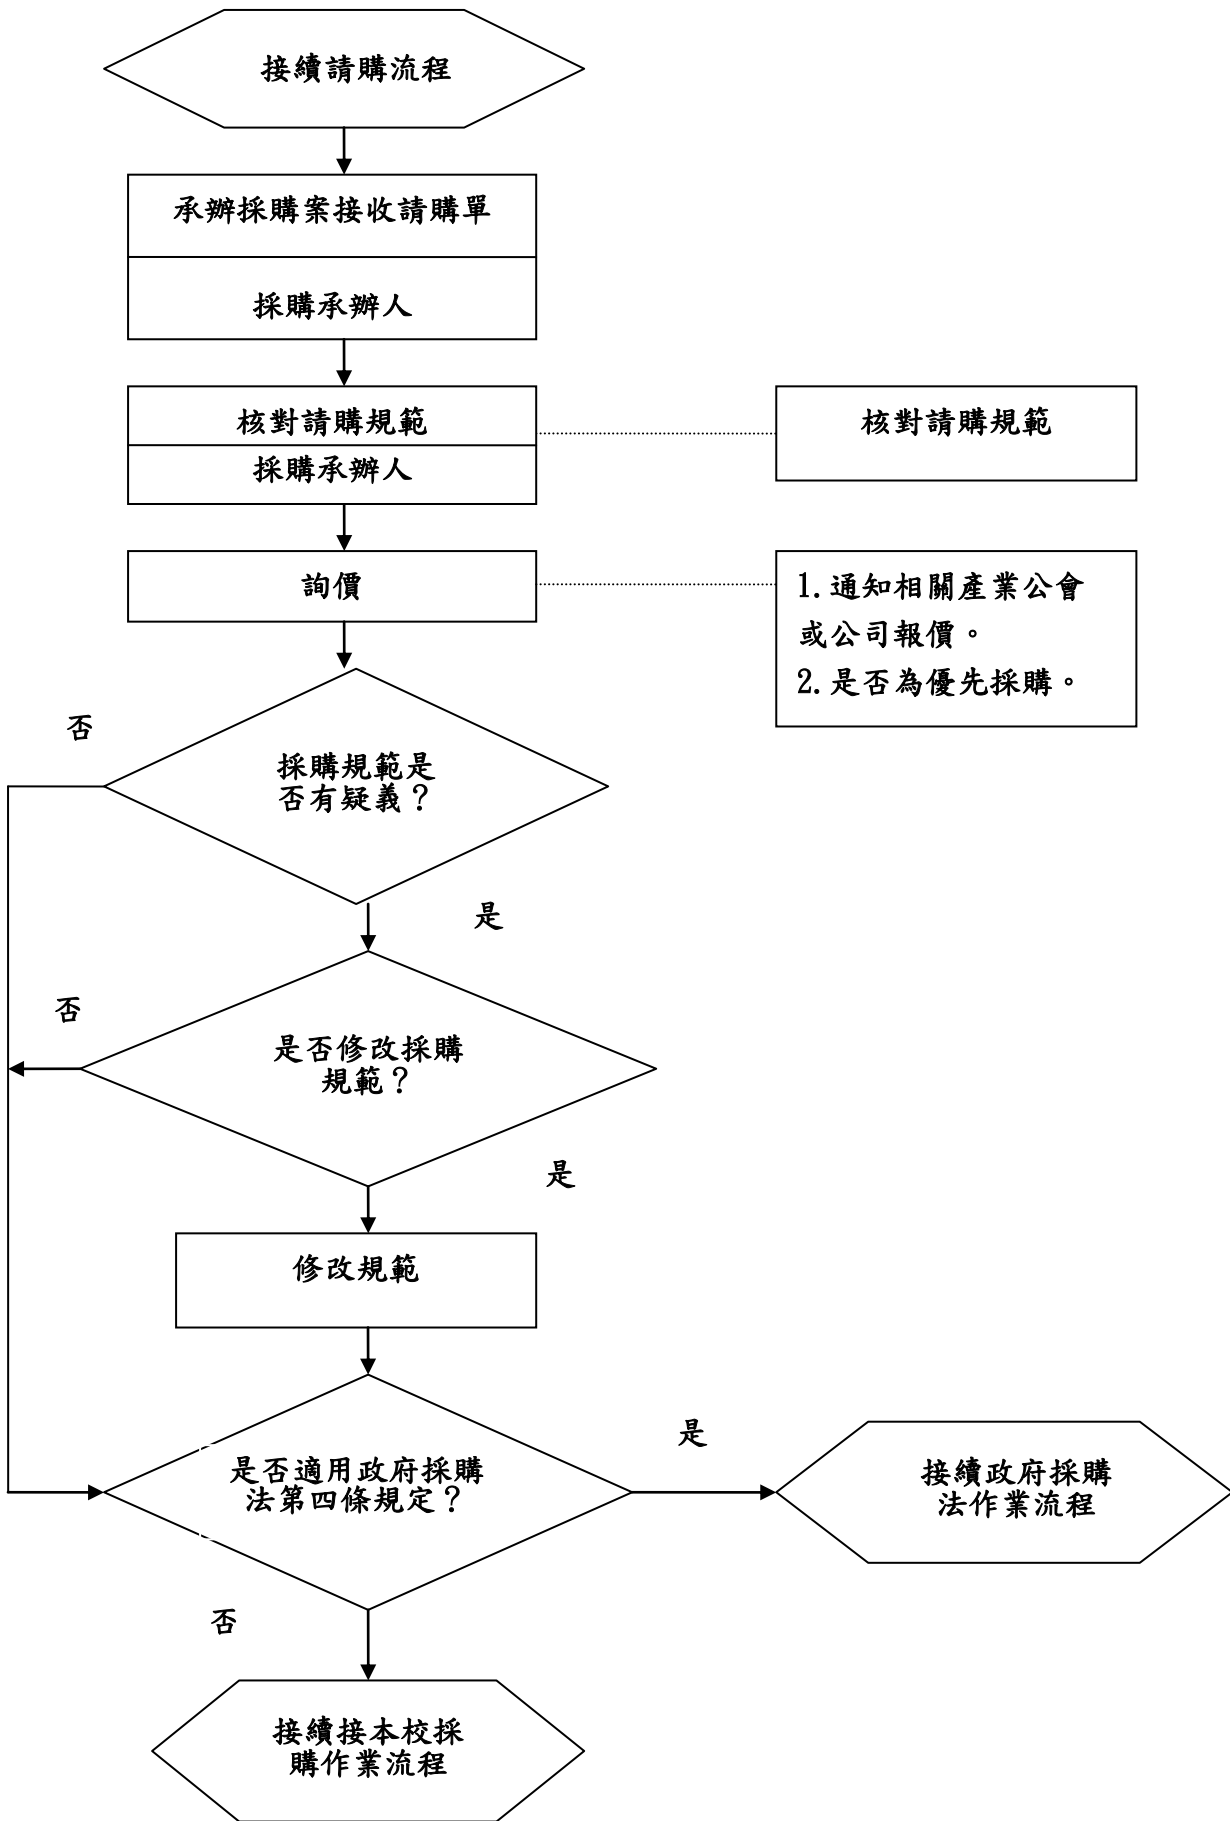 接續請購流程
承辦採購案接收請購單
採購承辦人
核對請購規範
採購承辦人
核對請購規範
詢價
1.通知相關產業公會
或公司報價。
2.是否為優先採購。
否
採購規範是
否有疑義？
是
否
是否修改採購
規範？
是
修改規範
是否適用政府採購
法第四條規定？
是
接續政府採購
法作業流程
否
接續接本校採
購作業流程